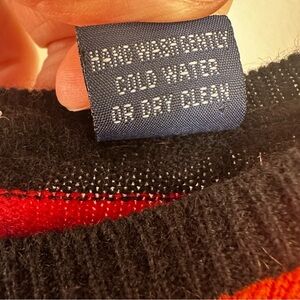 HAND WASH GENTLY
COLD WATER
OR DRY CLEAN